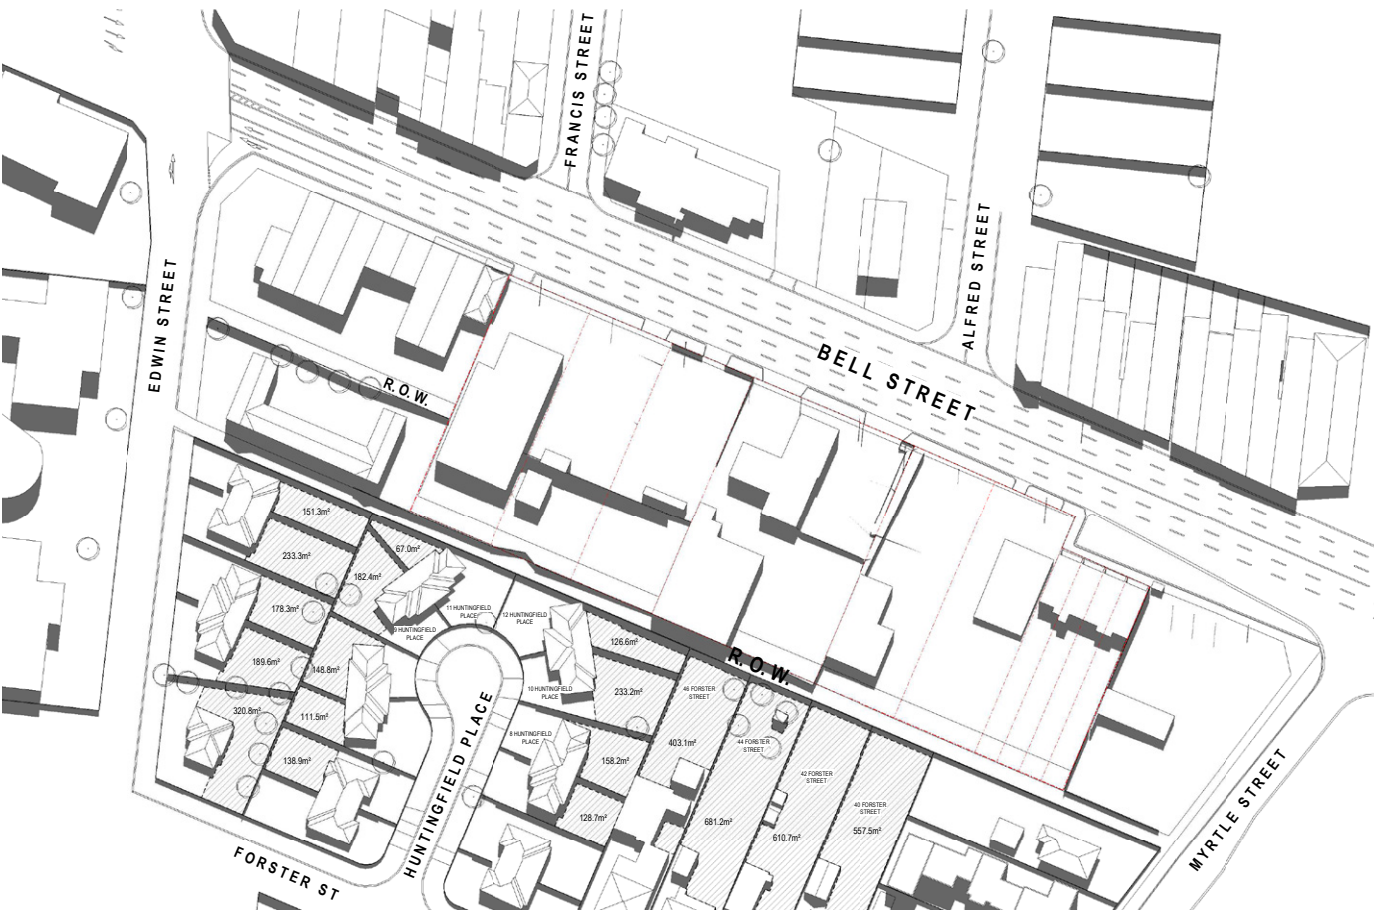 FRANCIS STREET
ALFRED STREET
EDWIN STREET
BELL STREET
R.O.W.
151.3m²
233.3m²
67.0m²
182.4m²
178.3m²
11 HUNTINGFIELD
PLACE
12 HUNTINGFIELD
PLACE
9 HUNTINGFIELD
PLACE
126.6m²
R.O.W.
189.6m²
148.8m²
10 HUNTINGFIELD
PLACE
233.2m²
46 FORSTER
STREET
320.8m²
111.5m²
8 HUNTINGFIELD
PLACE
403.1m²
44 FORSTER
STREET
138.9m²
158.2m²
42 FORSTER
STREET
128.7m²
681.2m²
610.7m²
40 FORSTER
STREET
557.5m²
HUNTINGFIELD PLACE
FORSTER ST
MYRTLE STREET